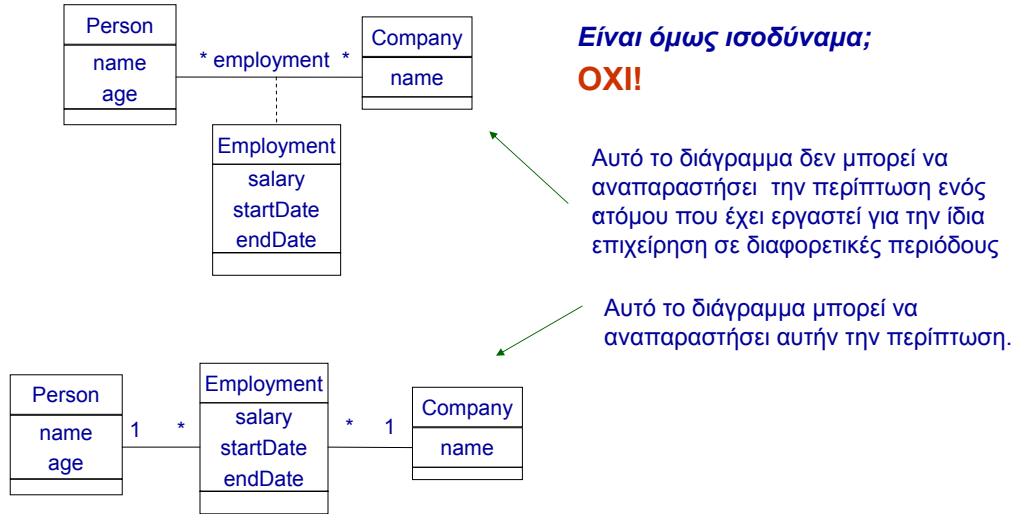 Person
name
age
* employment *
Company
name
Employment
salary
startDate
endDate
Είναι όμως ισοδύναμα;
ΟΧΙ!
Αυτό το διάγραμμα δεν μπορεί να
αναπαραστήσει την περίπτωση ενός
ατόμου που έχει εργαστεί για την ίδια
επιχείρηση σε διαφορετικές περιόδους
Αυτό το διάγραμμα μπορεί να
αναπαραστήσει αυτήν την περίπτωση.
Person
name
age
1 *
Employment
salary
startDate
endDate
* 1
Company
name